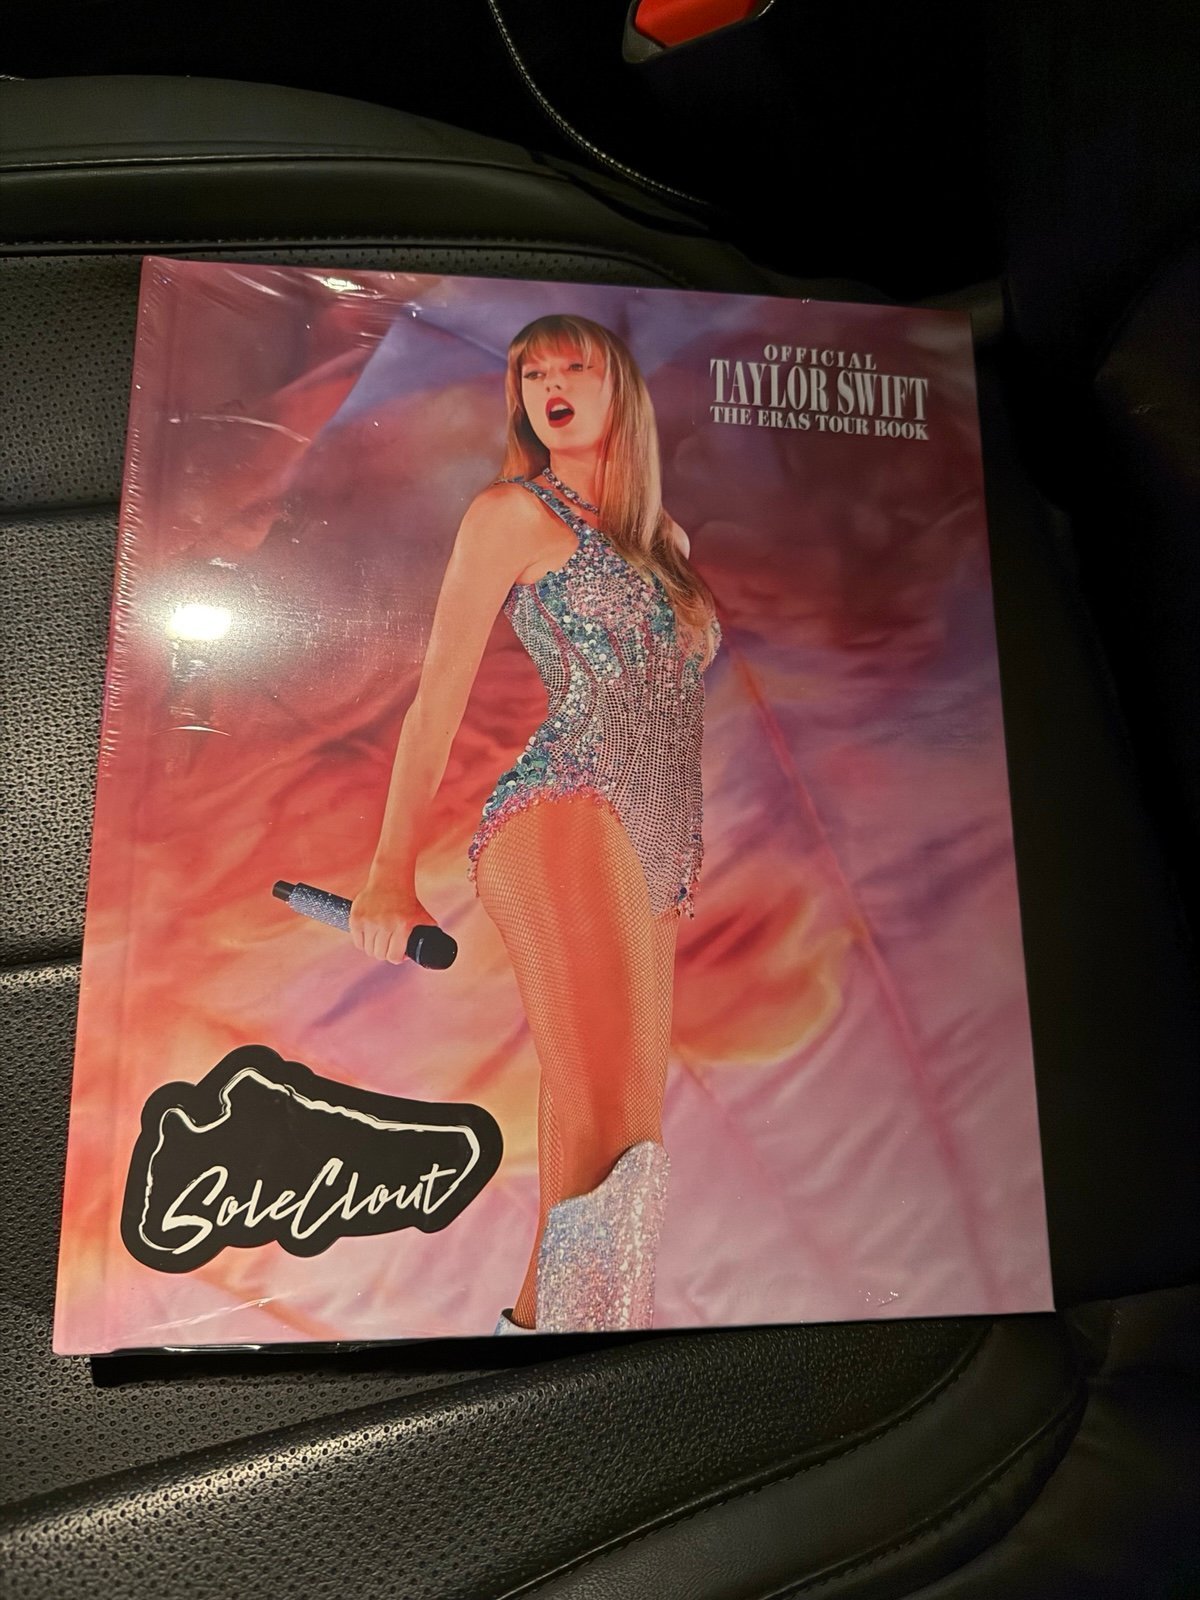 OFFICIAL
TAYLOR SWIFT
THE ERAS TOUR BOOK
SoleClout